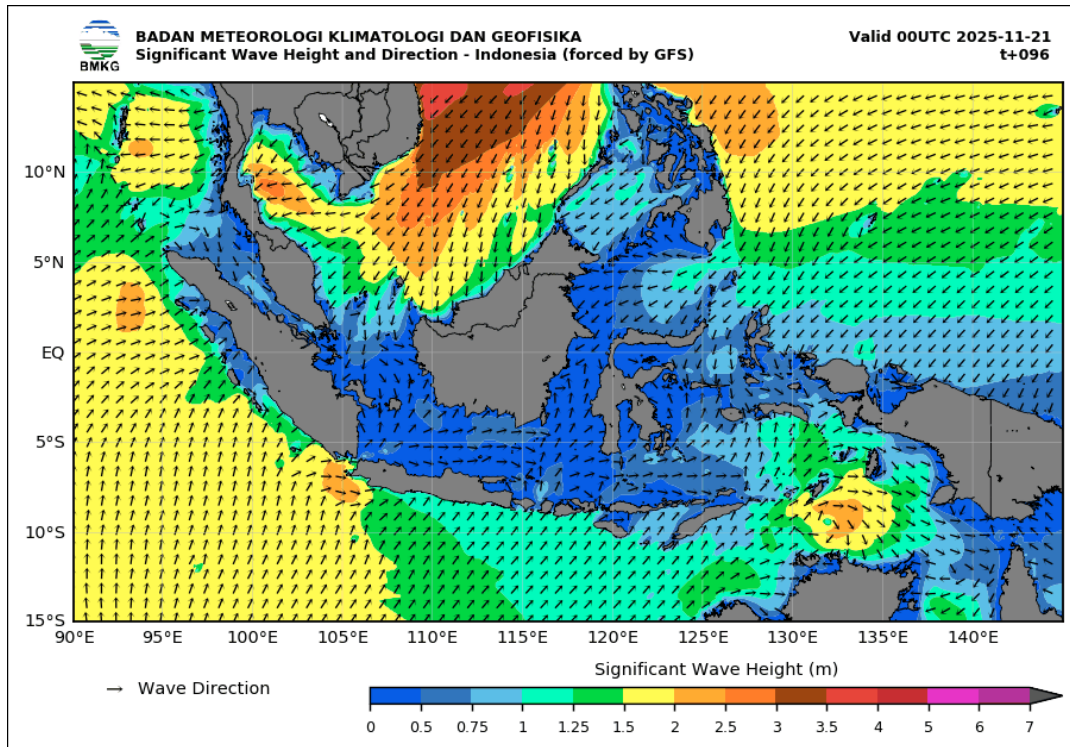 BMKG
BADAN METEOROLOGI KLIMATOLOGI DAN GEOFISIKA
Significant Wave Height and Direction - Indonesia (forced by GFS)
Valid 00UTC 2025-11-21
t+096
10°N
5°N
EQ
5°S
10°S
15°S
90°E 95°E 100°E 105°E 110°E 115°E 120°E 125°E 130°E 135°E 140°E
Wave Direction
Significant Wave Height (m)
0 0.5 0.75 1 1.25 1.5 2 2.5 3 3.5 4 5 6 7